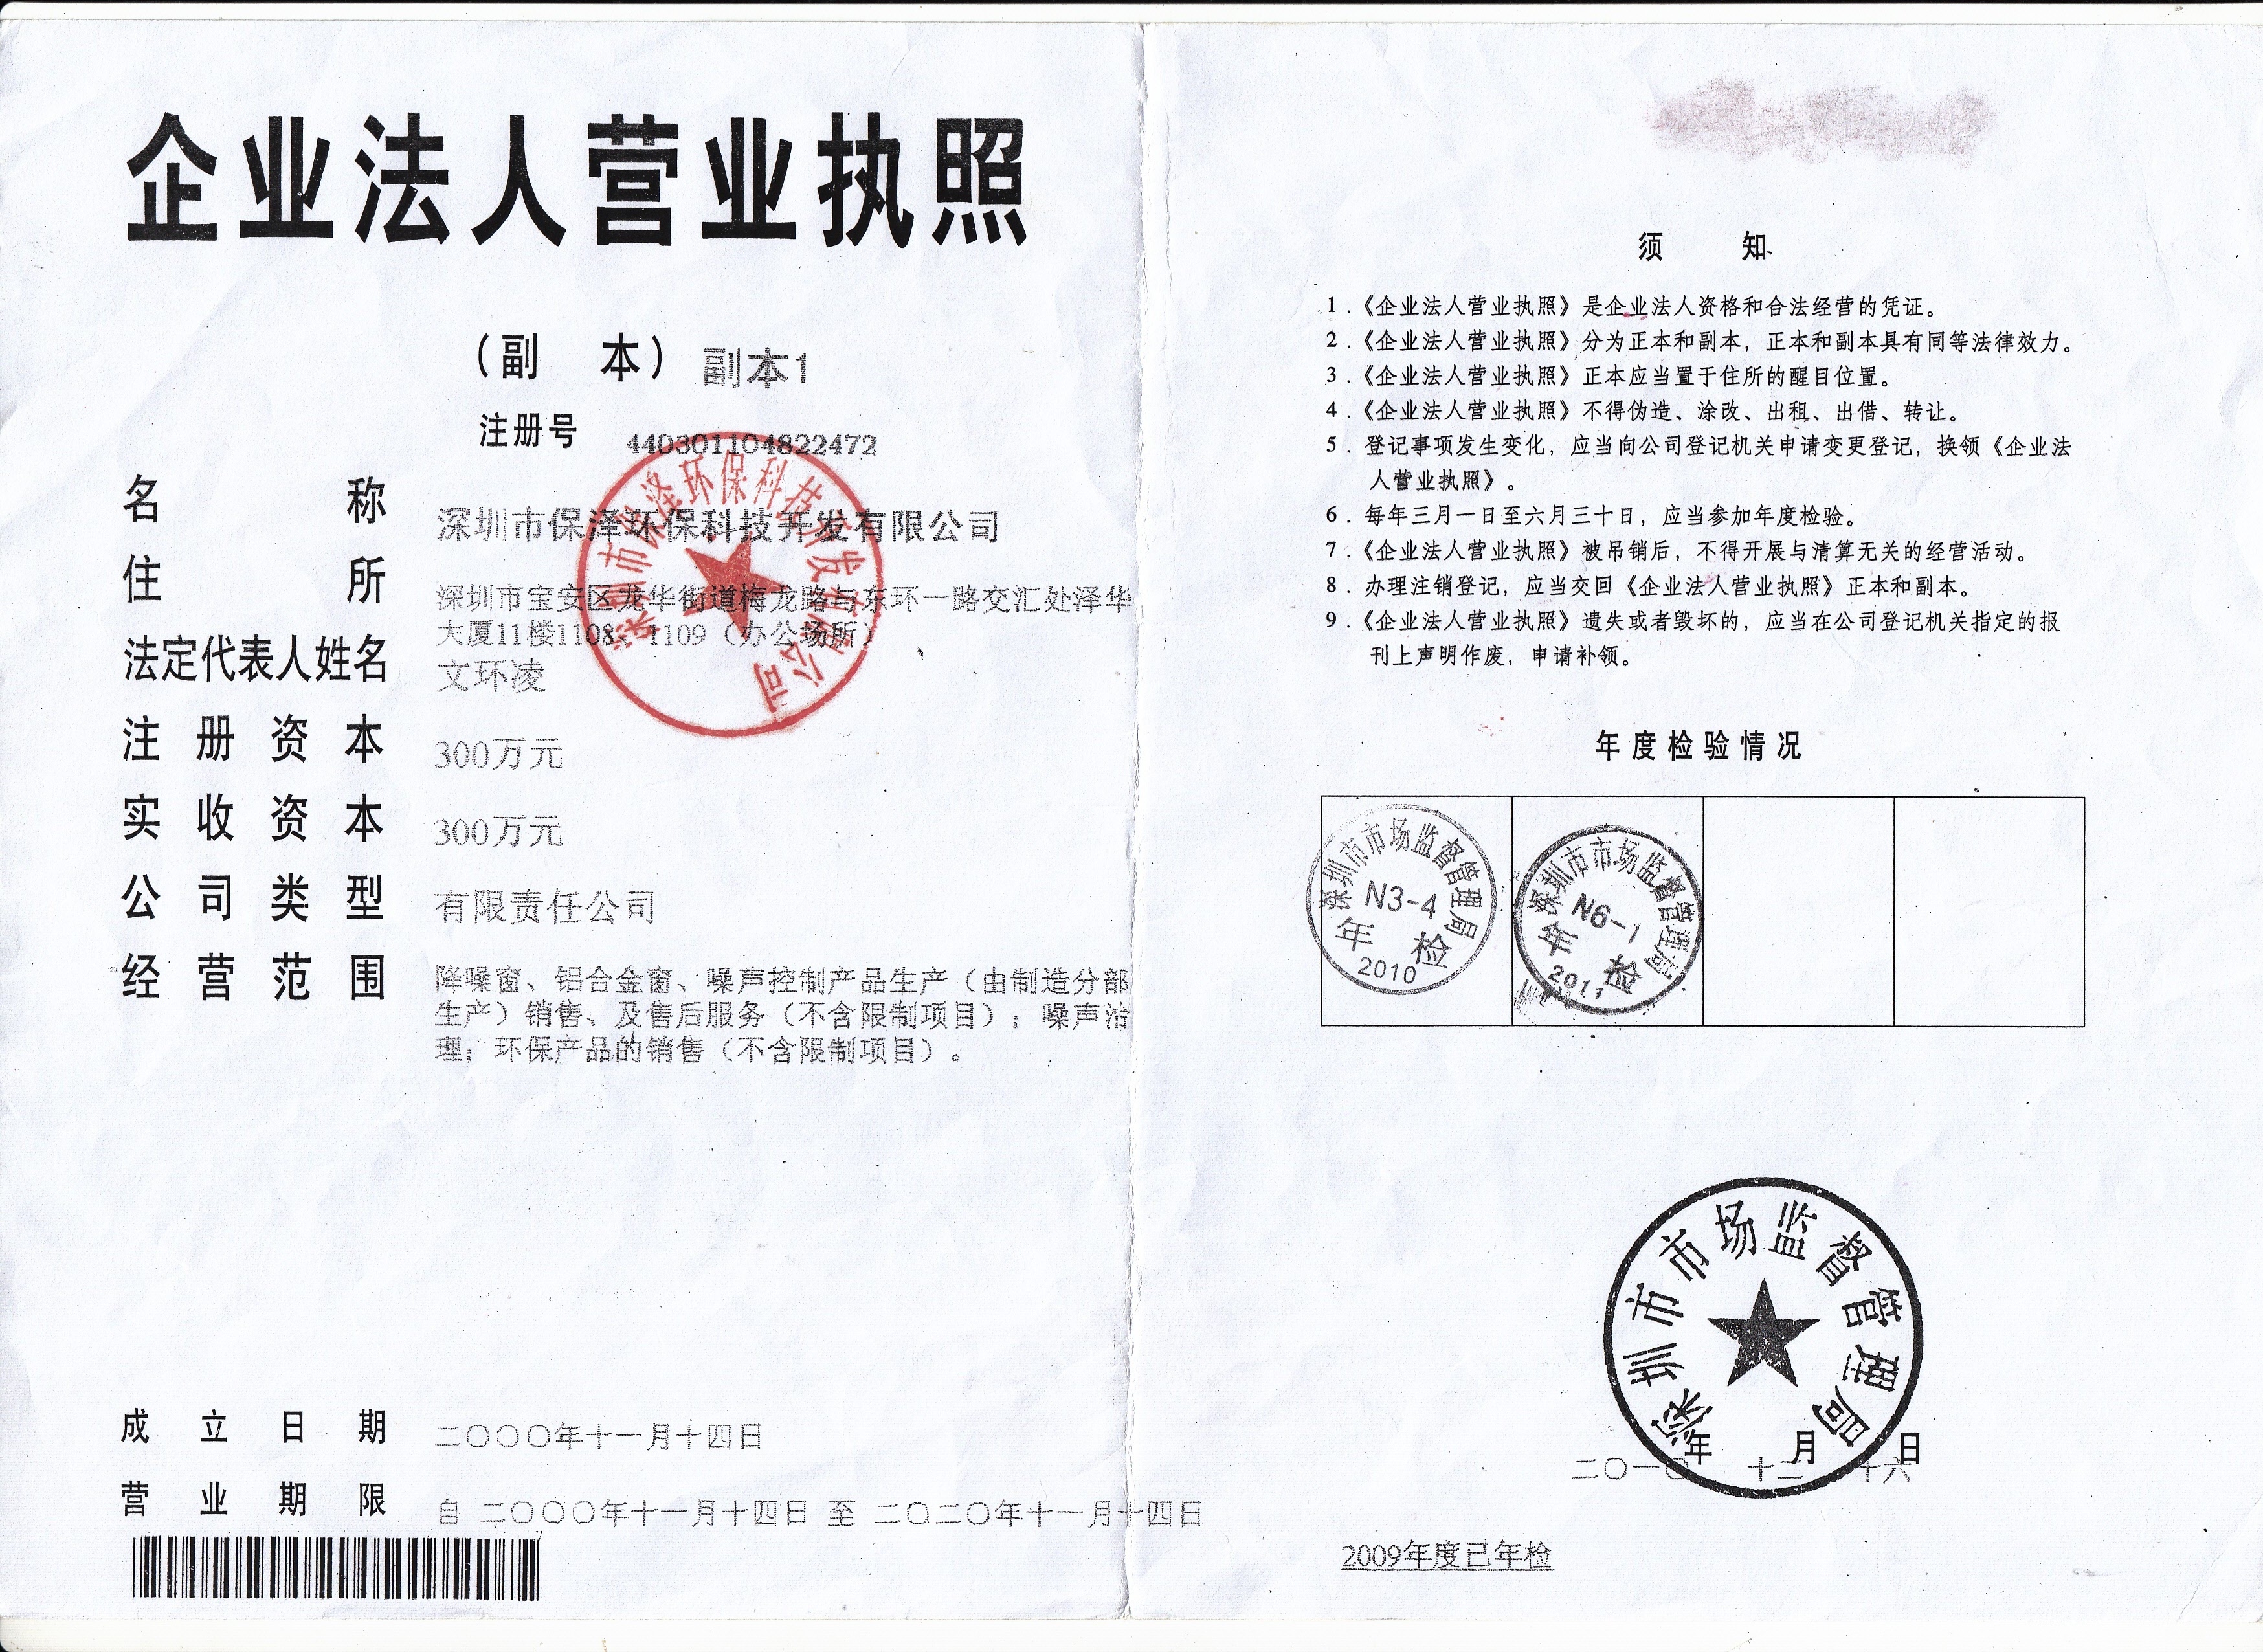 企业法人营业执照
（副 本） 副本1
注册号 440301104822472
名 称 深圳市保泽环保科技开发有限公司
住 所 深圳市宝安区龙华街道梅龙路与东环一路交汇处泽华
大厦11楼1108、1109（办公场所）
法定代表人姓名 文环凌
注册资本 300万元
实收资本 300万元
公司类型 有限责任公司
经营范围 降噪窗、铝合金窗、噪声控制产品生产（由制造分部
生产）销售、及售后服务（不含限制项目）；噪声治
理；环保产品的销售（不含限制项目）。
成立日期 二〇〇〇年十一月十四日
营业期限 自 二〇〇〇年十一月十四日 至 二〇二〇年十一月十四日
深圳市保泽环保科技开发有限公司
须 知
1．《企业法人营业执照》是企业法人资格和合法经营的凭证。
2．《企业法人营业执照》分为正本和副本，正本和副本具有同等法律效力。
3．《企业法人营业执照》正本应当置于住所的醒目位置。
4．《企业法人营业执照》不得伪造、涂改、出租、出借、转让。
5．登记事项发生变化，应当向公司登记机关申请变更登记，换领《企业法
人营业执照》。
6．每年三月一日至六月三十日，应当参加年度检验。
7．《企业法人营业执照》被吊销后，不得开展与清算无关的经营活动。
8．办理注销登记，应当交回《企业法人营业执照》正本和副本。
9．《企业法人营业执照》遗失或者毁坏的，应当在公司登记机关指定的报
刊上声明作废，申请补领。
年度检验情况
深圳市市场监督管理局
N3-4
年 检
2010
深圳市市场监督管理局
N6-1
年 检
2011
深圳市市场监督管理局
年 月 日
二〇一〇 十二 十六
2009年度已年检